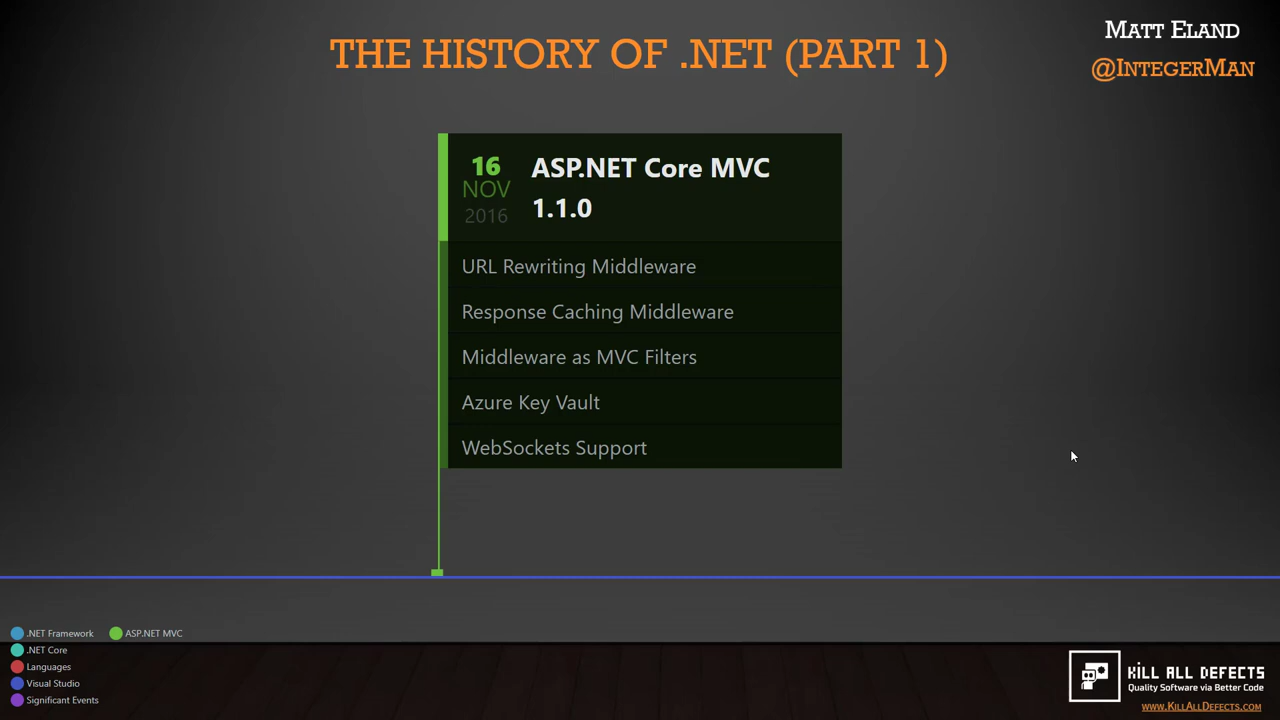 THE HISTORY OF .NET (PART 1)
MATT ELAND
@INTEGERMAN
16
NOV
2016
ASP.NET Core MVC
1.1.0
URL Rewriting Middleware
Response Caching Middleware
Middleware as MVC Filters
Azure Key Vault
WebSockets Support
.NET Framework
ASP.NET MVC
.NET Core
Languages
Visual Studio
Significant Events
KILL ALL DEFECTS
Quality Software via Better Code
WWW.KILLALLDEFECTS.COM